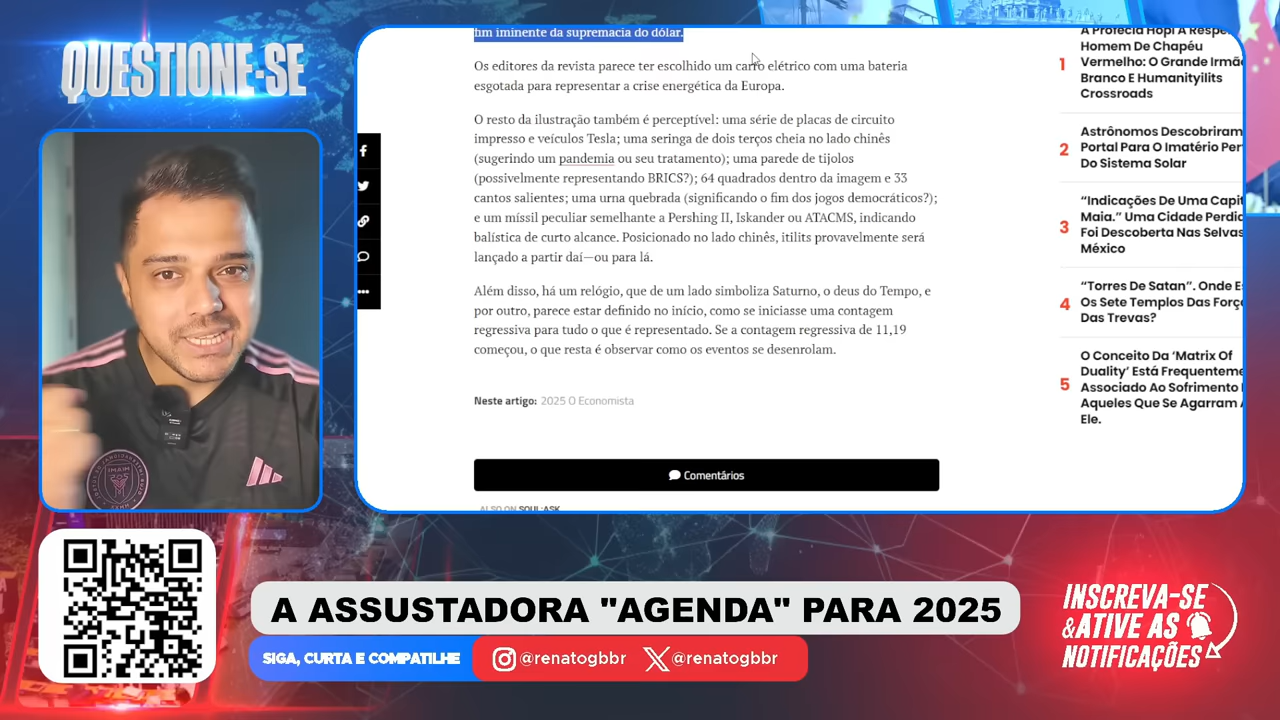 QUESTIONE-SE
fim iminente da supremacia do dólar.
Os editores da revista parece ter escolhido um carro elétrico com uma bateria
esgotada para representar a crise energética da Europa.
O resto da ilustração também é perceptível: uma série de placas de circuito
impresso e veículos Tesla; uma seringa de dois terços cheia no lado chinês
(sugerindo um pandemia ou seu tratamento); uma parede de tijolos
(possivelmente representando BRICS?); 64 quadrados dentro da imagem e 33
cantos salientes; uma urna quebrada (significando o fim dos jogos democráticos?);
e um míssil peculiar semelhante a Pershing II, Iskander ou ATACMS, indicando
balística de curto alcance. Posicionado no lado chinês, itilits provavelmente será
lançado a partir daí—ou para lá.
Além disso, há um relógio, que de um lado simboliza Saturno, o deus do Tempo, e
por outro, parece estar definido no início, como se iniciasse uma contagem
regressiva para tudo o que é representado. Se a contagem regressiva de 11,19
começou, o que resta é observar como os eventos se desenrolam.
Neste artigo: 2025 O Economista
Comentários
ALSO ON SOUL:ASK
1
A Profecia Hopi A Respe
Homem De Chapéu
Vermelho: O Grande Irmã
Branco E Humanityilits
Crossroads
2
Astrônomos Descobriram
Portal Para O Imatério Per
Do Sistema Solar
3
“Indicações De Uma Capit
Maia.” Uma Cidade Perdid
Foi Descoberta Nas Selvas
México
4
“Torres De Satan”. Onde E
Os Sete Templos Das Força
Das Trevas?
5
O Conceito Da ‘Matrix Of
Duality’ Está Frequenteme
Associado Ao Sofrimento
Aqueles Que Se Agarram A
Ele.
MIAMI
A ASSUSTADORA "AGENDA" PARA 2025
SIGA, CURTA E COMPATILHE
@renatogbbr
@renatogbbr
INSCREVA-SE
&ATIVE AS
NOTIFICAÇÕES